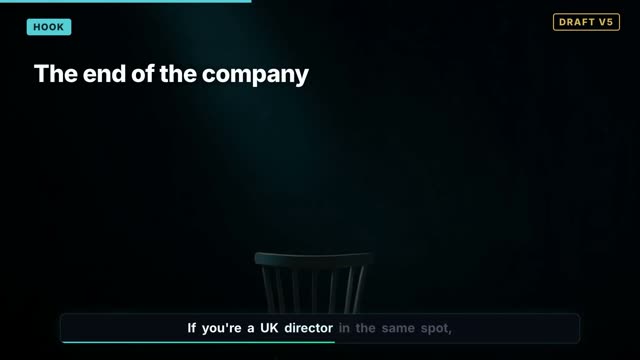 HOOK
DRAFT V5
The end of the company
If you're a UK director in the same spot,